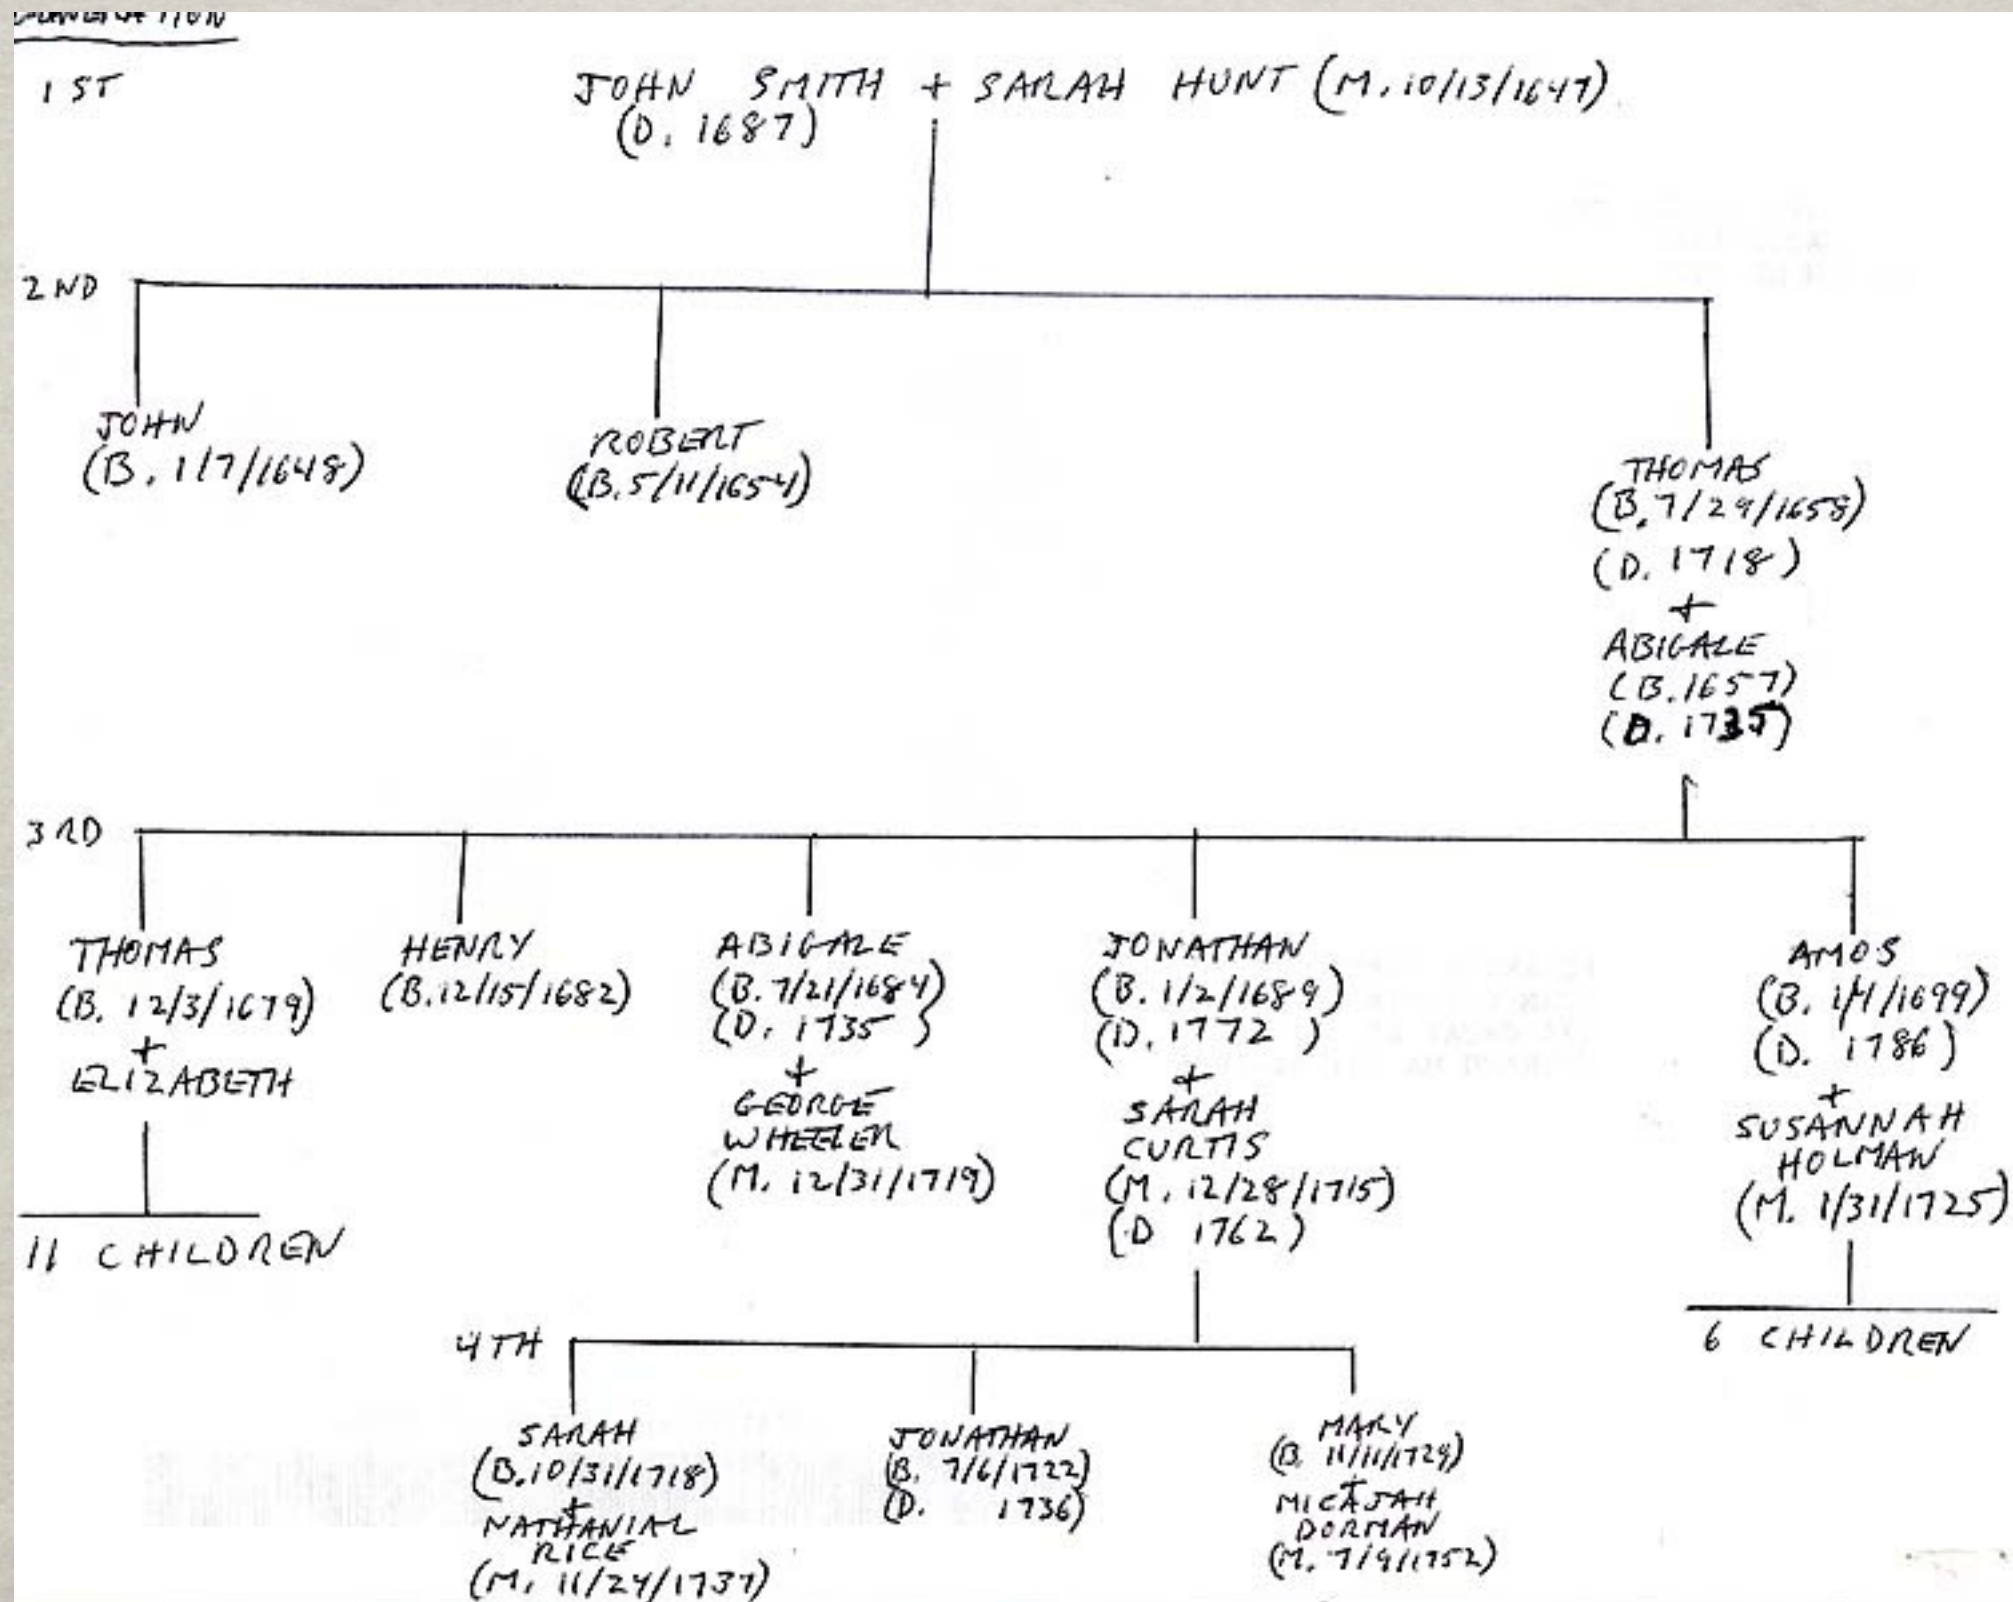 GENERATION
1ST
JOHN SMITH + SARAH HUNT (M. 10/13/1647)
(D. 1687)
2ND
JOHN
(B. 1/7/1648)
ROBERT
(B. 5/11/1654)
THOMAS
(B. 7/29/1658)
(D. 1718)
+
ABIGALE
(B. 1657)
(D. 1735)
3RD
THOMAS
(B. 12/3/1679)
+
ELIZABETH
11 CHILDREN
HENRY
(B. 12/15/1682)
ABIGALE
(B. 7/21/1684)
(D. 1735)
+
GEORGE
WHEELER
(M. 12/31/1719)
JONATHAN
(B. 1/2/1689)
(D. 1772)
+
SARAH
CURTIS
(M. 12/28/1715)
(D 1762)
AMOS
(B. 1/4/1699)
(D. 1786)
+
SUSANNAH
HOLMAN
(M. 1/31/1725)
6 CHILDREN
4TH
SARAH
(B. 10/31/1718)
+
NATHANIAL
RICE
(M. 11/24/1737)
JONATHAN
(B. 7/6/1722)
(D. 1736)
MARY
(B. 11/11/1729)
+
MICAJAH
DORMAN
(M. 7/9/1752)